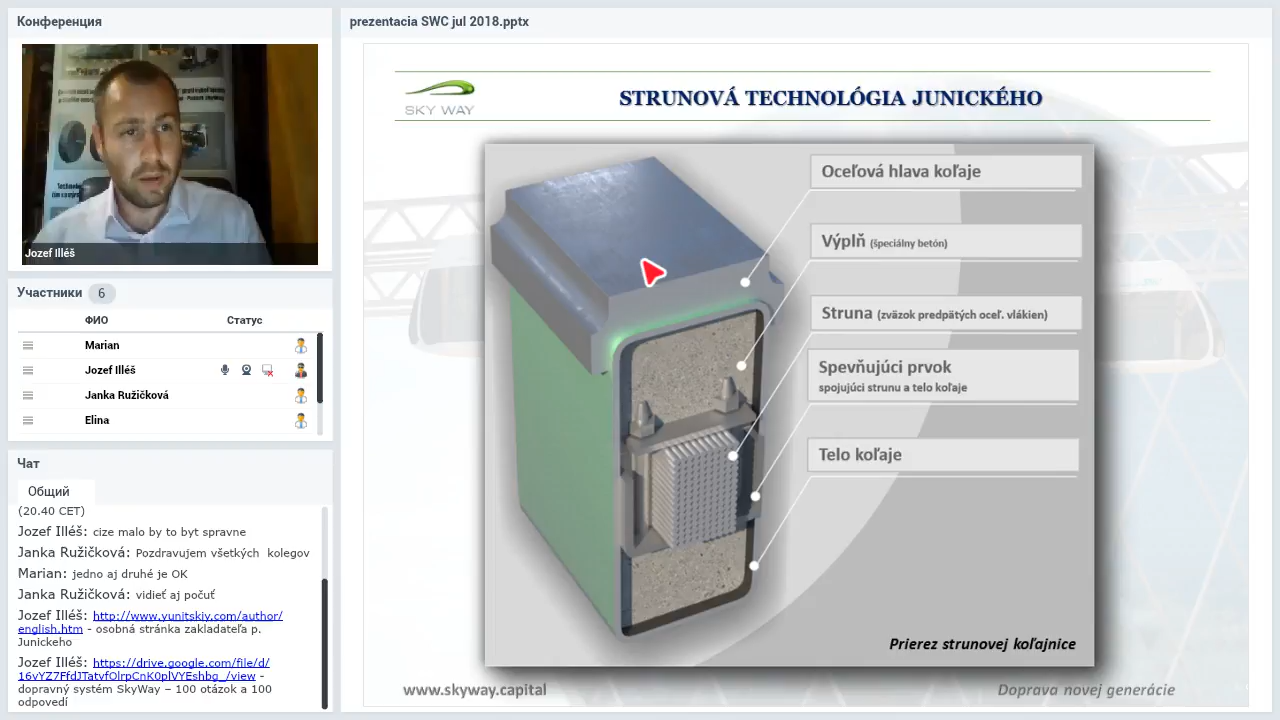 Конференция
Jozef Illéš
Участники 6
ФИО Статус
Marian
Jozef Illéš
Janka Ružičková
Elina
Чат
Общий
(20.40 CET)
Jozef Illéš: cize malo by to byt spravne
Janka Ružičková: Pozdravujem všetkých kolegov
Marian: jedno aj druhé je OK
Janka Ružičková: vidieť aj počuť
Jozef Illéš: http://www.yunitskiy.com/author/
english.htm - osobná stránka zakladateľa p.
Junickeho
Jozef Illéš: https://drive.google.com/file/d/
16vYZ7FfdJTatvfOlrpCnK0plVYEshbg_/view -
dopravný systém SkyWay – 100 otázok a 100
odpovedí
prezentacia SWC jul 2018.pptx
SKY WAY
STRUNOVÁ TECHNOLÓGIA JUNICKÉHO
Oceľová hlava koľaje
Výplň (špeciálny betón)
Struna (zväzok predpätých oceľ. vlákien)
Spevňujúci prvok
spojujúci strunu a telo koľaje
Telo koľaje
Prierez strunovej koľajnice
www.skyway.capital
Doprava novej generácie